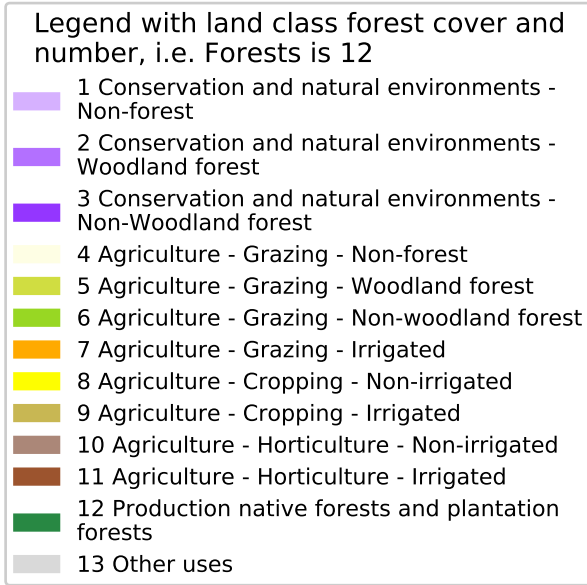 Legend with land class forest cover and
number, i.e. Forests is 12
1 Conservation and natural environments -
Non-forest
2 Conservation and natural environments -
Woodland forest
3 Conservation and natural environments -
Non-Woodland forest
4 Agriculture - Grazing - Non-forest
5 Agriculture - Grazing - Woodland forest
6 Agriculture - Grazing - Non-woodland forest
7 Agriculture - Grazing - Irrigated
8 Agriculture - Cropping - Non-irrigated
9 Agriculture - Cropping - Irrigated
10 Agriculture - Horticulture - Non-irrigated
11 Agriculture - Horticulture - Irrigated
12 Production native forests and plantation
forests
13 Other uses